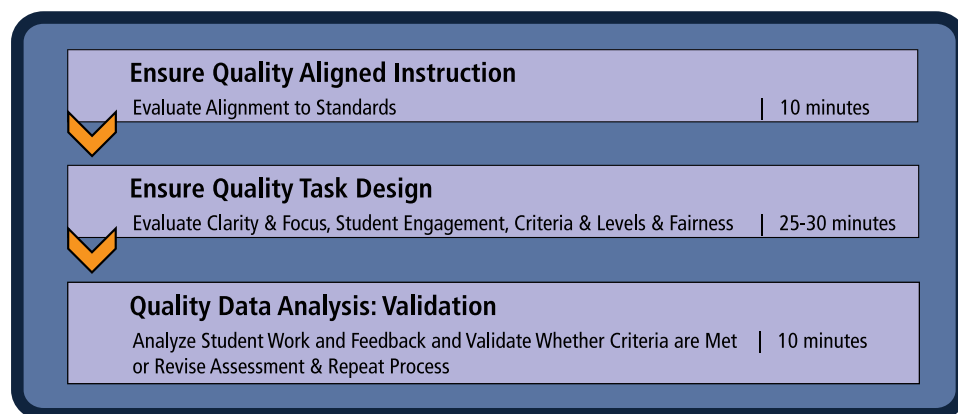 Ensure Quality Aligned Instruction
Evaluate Alignment to Standards | 10 minutes
Ensure Quality Task Design
Evaluate Clarity & Focus, Student Engagement, Criteria & Levels & Fairness | 25-30 minutes
Quality Data Analysis: Validation
Analyze Student Work and Feedback and Validate Whether Criteria are Met | 10 minutes
or Revise Assessment & Repeat Process